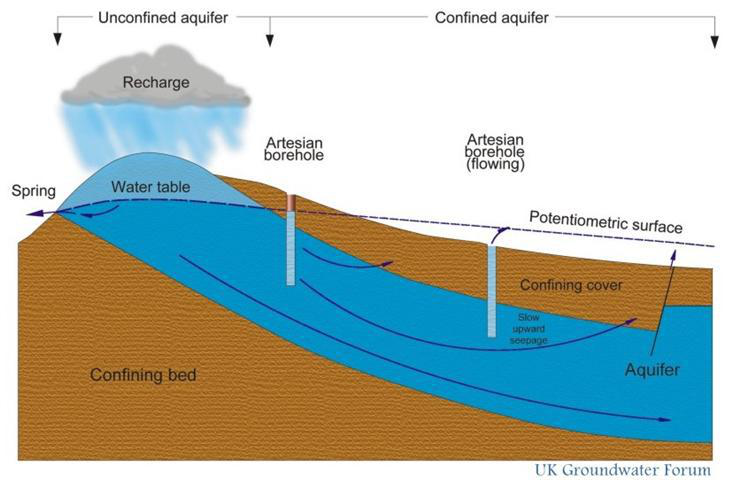 Unconfined aquifer
Confined aquifer
Recharge
Artesian
borehole
Artesian
borehole
(flowing)
Spring
Water table
Potentiometric surface
Confining cover
Slow
upward
seepage
Aquifer
Confining bed
UK Groundwater Forum